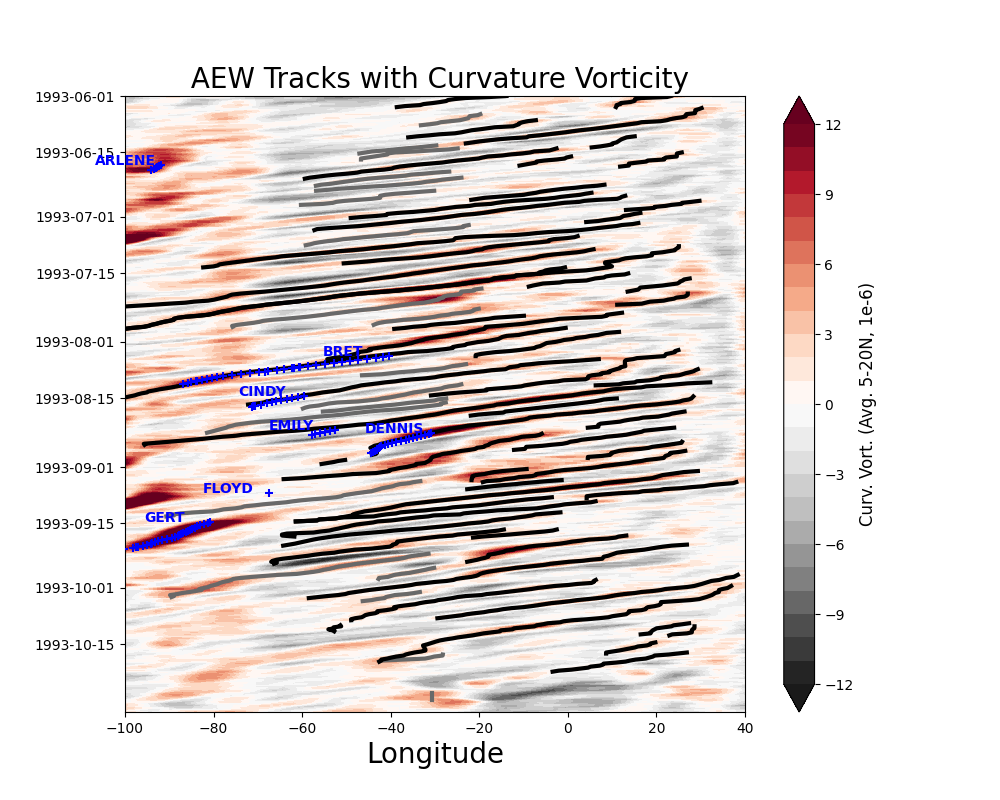 AEW Tracks with Curvature Vorticity
1993-06-01
1993-06-15
1993-07-01
1993-07-15
1993-08-01
1993-08-15
1993-09-01
1993-09-15
1993-10-01
1993-10-15
ARLENE
BRET
CINDY
EMILY
DENNIS
FLOYD
GERT
−100
−80
−60
−40
−20
0
20
40
Longitude
12
9
6
3
0
−3
−6
−9
−12
Curv. Vort. (Avg. 5-20N, 1e-6)